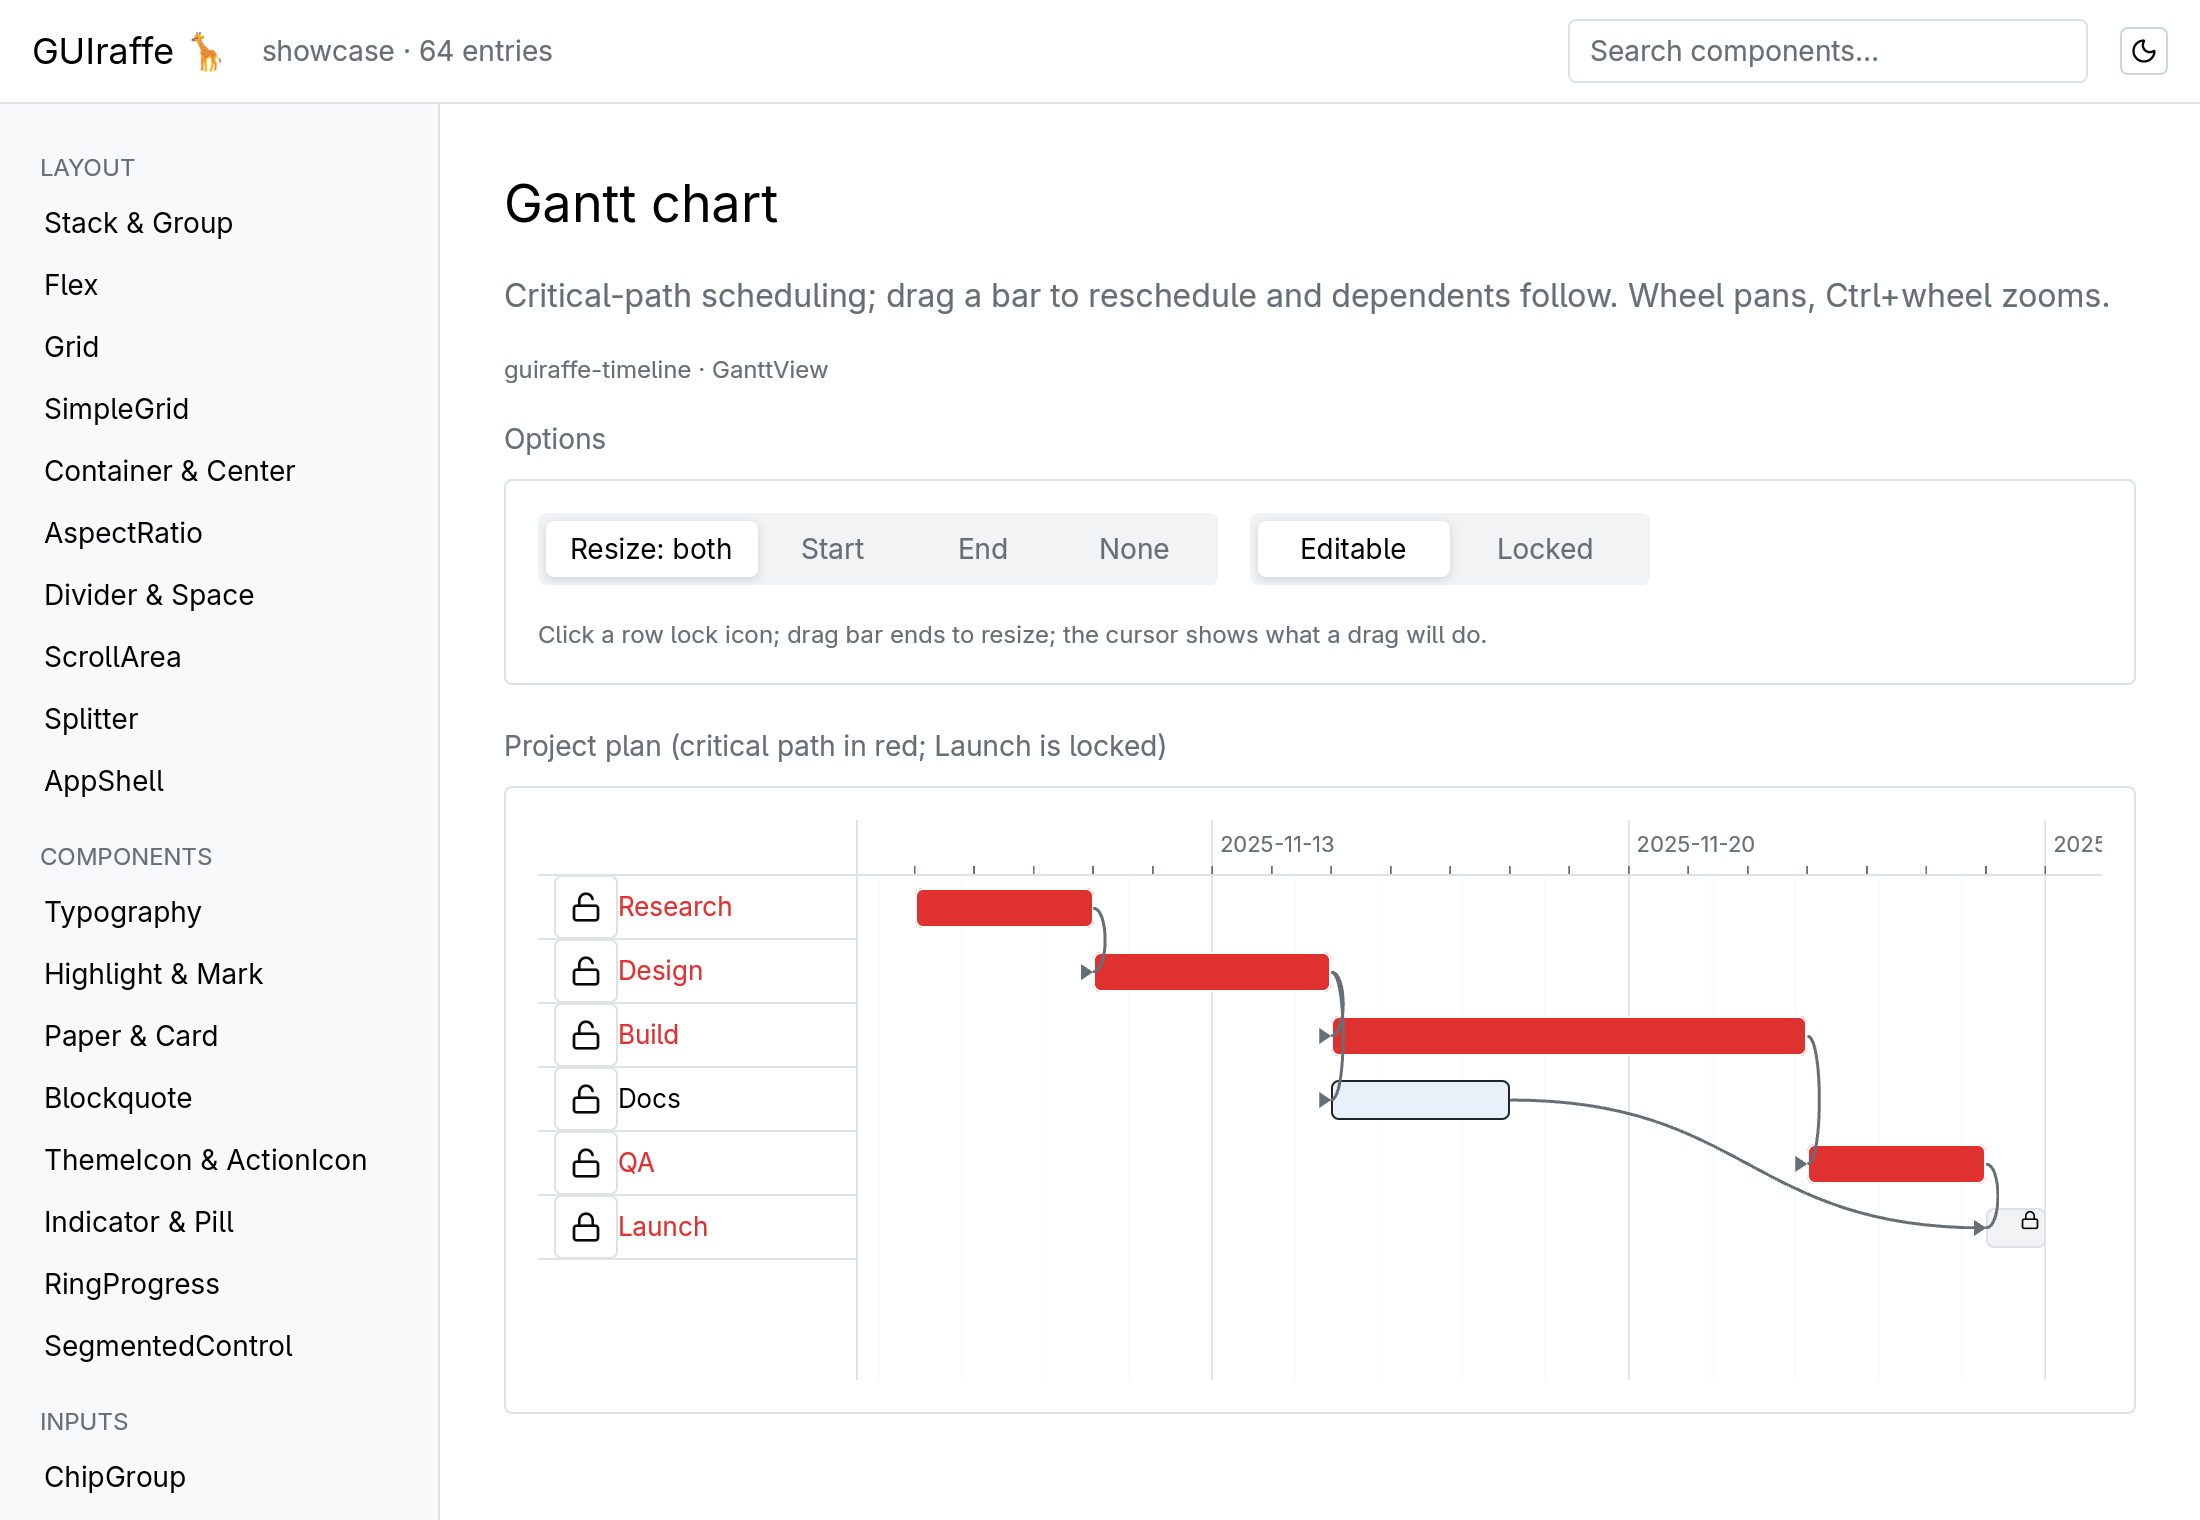 GUIraffe 🦒 showcase · 64 entries Search components...
LAYOUT
Stack & Group
Flex
Grid
SimpleGrid
Container & Center
AspectRatio
Divider & Space
ScrollArea
Splitter
AppShell
COMPONENTS
Typography
Highlight & Mark
Paper & Card
Blockquote
ThemeIcon & ActionIcon
Indicator & Pill
RingProgress
SegmentedControl
INPUTS
ChipGroup
Gantt chart
Critical-path scheduling; drag a bar to reschedule and dependents follow. Wheel pans, Ctrl+wheel zooms.
guiraffe-timeline · GanttView
Options
Resize: both Start End None Editable Locked
Click a row lock icon; drag bar ends to resize; the cursor shows what a drag will do.
Project plan (critical path in red; Launch is locked)
2025-11-13 2025-11-20 2025
Research
Design
Build
Docs
QA
Launch